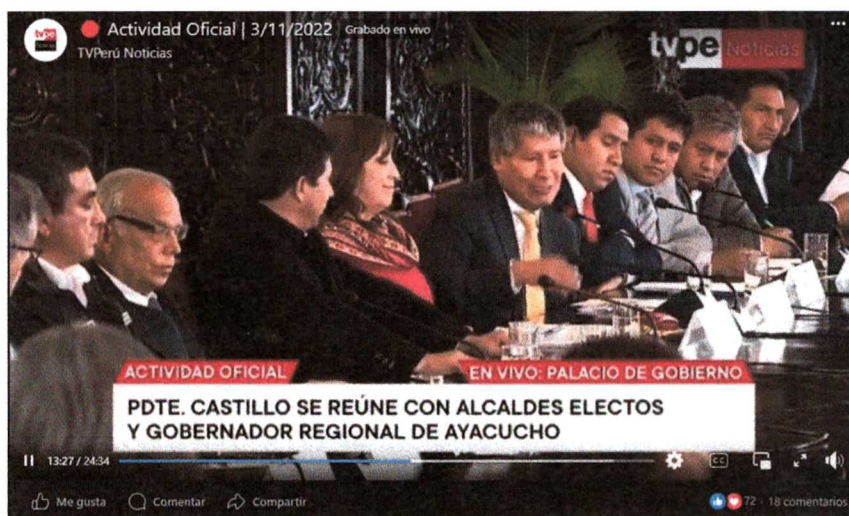 Actividad Oficial | 3/11/2022 Grabado en vivo
TVPerú Noticias
tvpe Noticias
ACTIVIDAD OFICIAL
EN VIVO: PALACIO DE GOBIERNO
PDTE. CASTILLO SE REÚNE CON ALCALDES ELECTOS
Y GOBERNADOR REGIONAL DE AYACUCHO
13:27 / 24:34
CC
Me gusta Comentar Compartir
72 · 18 comentarios